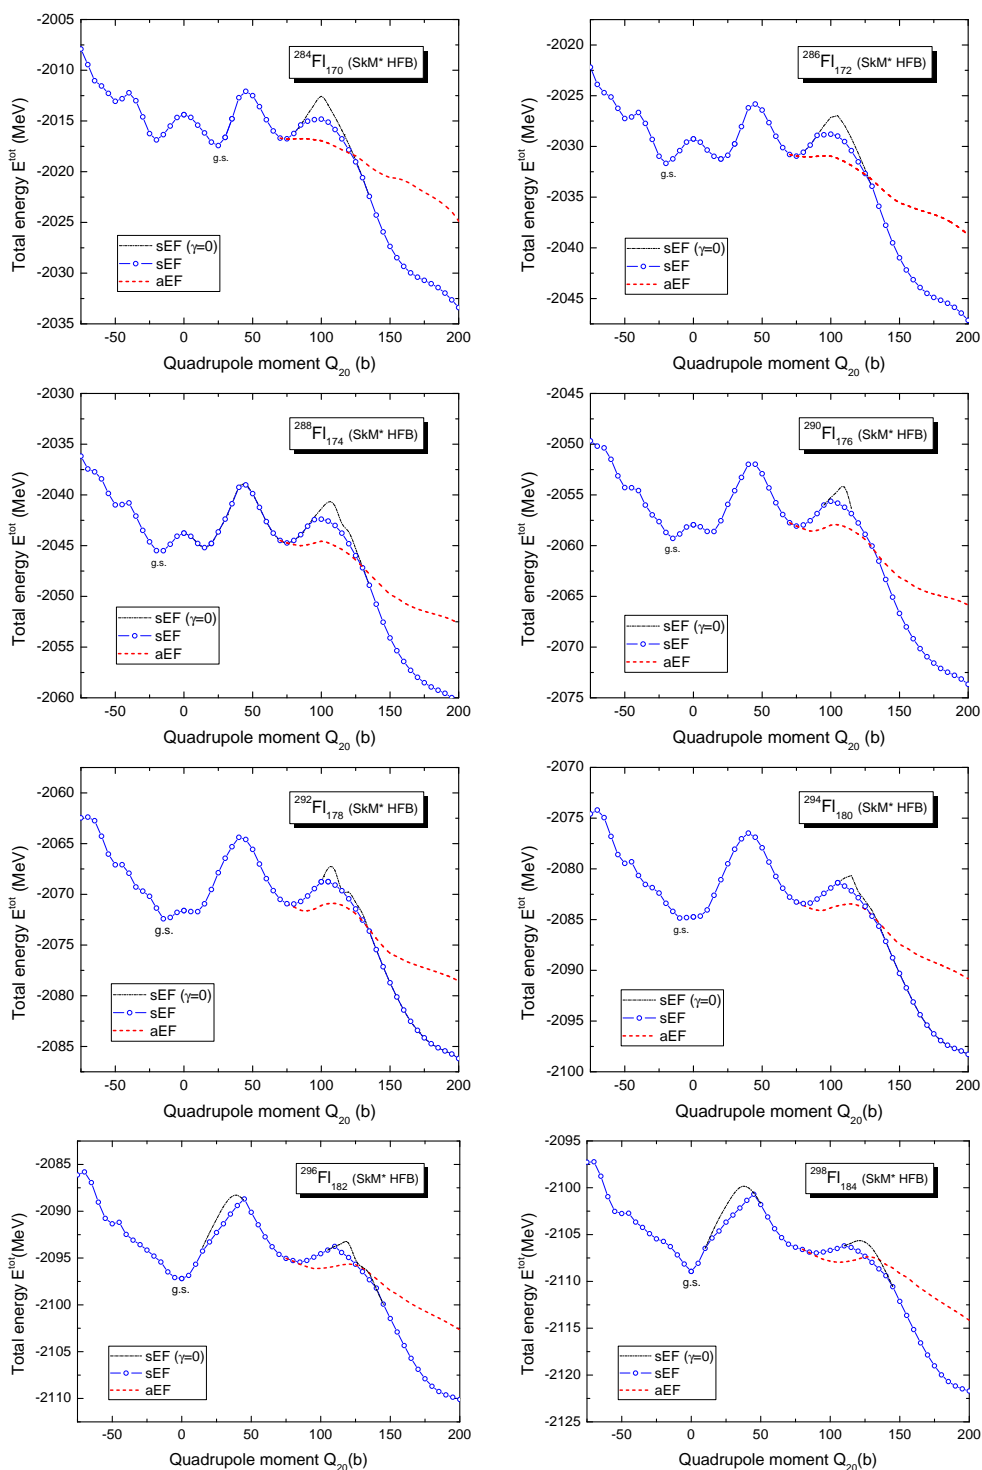 -2005
-2010
-2015
-2020
-2025
-2030
-2035
Total energy E^tot (MeV)
284Fl170 (SkM* HFB)
g.s.
sEF (γ=0)
sEF
aEF
-50 0 50 100 150 200
Quadrupole moment Q20 (b)
-2020
-2025
-2030
-2035
-2040
-2045
Total energy E^tot (MeV)
286Fl172 (SkM* HFB)
g.s.
sEF (γ=0)
sEF
aEF
-50 0 50 100 150 200
Quadrupole moment Q20 (b)
-2030
-2035
-2040
-2045
-2050
-2055
-2060
Total energy E^tot (MeV)
288Fl174 (SkM* HFB)
g.s.
sEF (γ=0)
sEF
aEF
-50 0 50 100 150 200
Quadrupole moment Q20 (b)
-2045
-2050
-2055
-2060
-2065
-2070
-2075
Total energy E^tot (MeV)
290Fl176 (SkM* HFB)
g.s.
sEF (γ=0)
sEF
aEF
-50 0 50 100 150 200
Quadrupole moment Q20 (b)
-2060
-2065
-2070
-2075
-2080
-2085
Total energy E^tot (MeV)
292Fl178 (SkM* HFB)
g.s.
sEF (γ=0)
sEF
aEF
-50 0 50 100 150 200
Quadrupole moment Q20 (b)
-2070
-2075
-2080
-2085
-2090
-2095
-2100
Total energy E^tot (MeV)
294Fl180 (SkM* HFB)
g.s.
sEF (γ=0)
sEF
aEF
-50 0 50 100 150 200
Quadrupole moment Q20 (b)
-2085
-2090
-2095
-2100
-2105
-2110
Total energy E^tot(MeV)
296Fl182 (SkM* HFB)
g.s.
sEF (γ=0)
sEF
aEF
-50 0 50 100 150 200
Quadrupole moment Q20(b)
-2095
-2100
-2105
-2110
-2115
-2120
-2125
Total energy E^tot(MeV)
298Fl184 (SkM* HFB)
g.s.
sEF (γ=0)
sEF
aEF
-50 0 50 100 150 200
Quadrupole moment Q20(b)